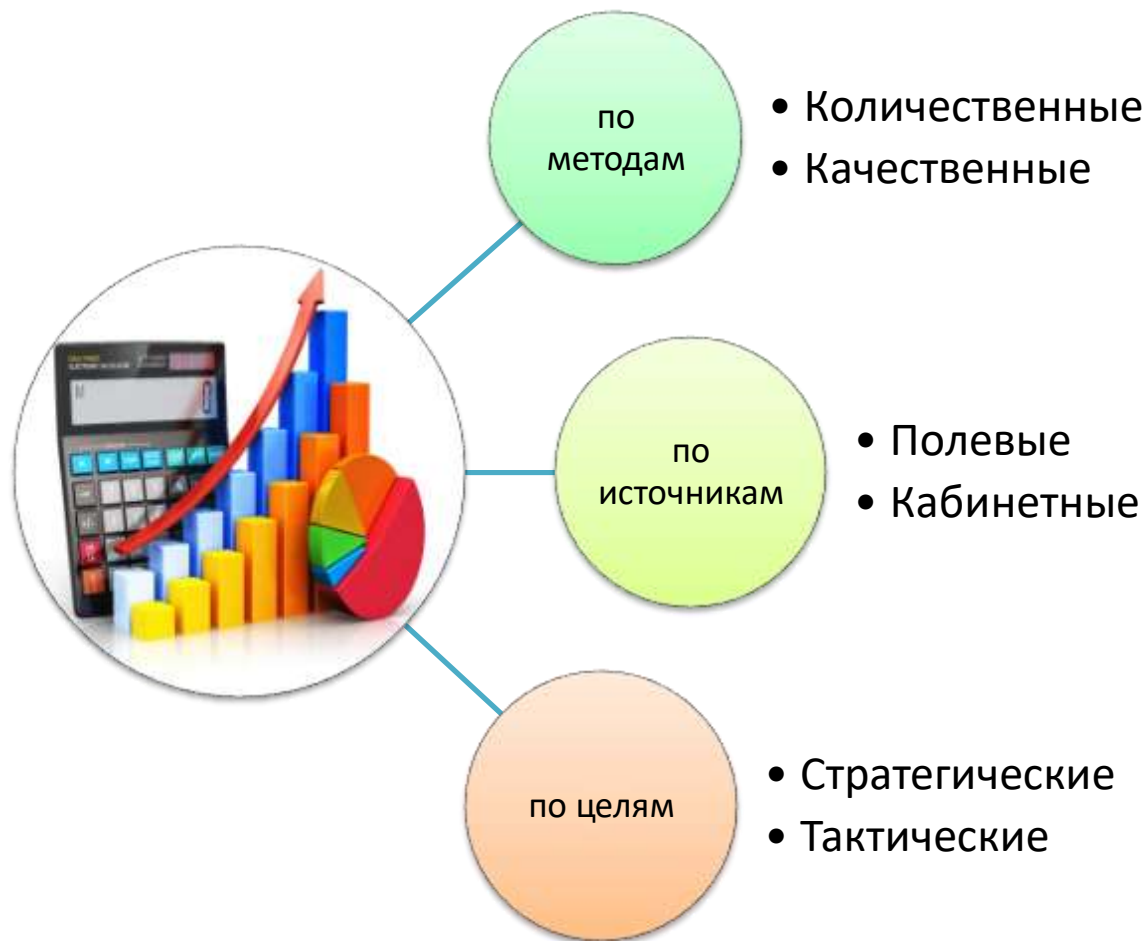 по
методам
• Количественные
• Качественные
по
источникам
• Полевые
• Кабинетные
по целям
• Стратегические
• Тактические